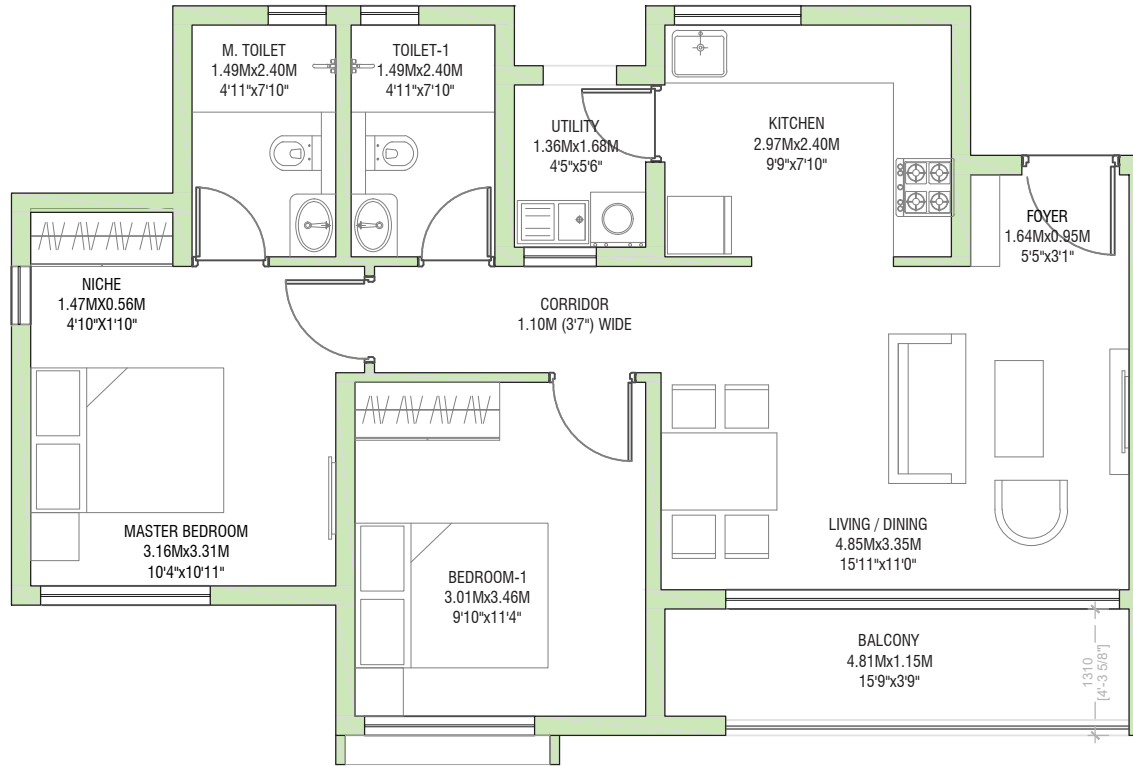 M. TOILET
1.49Mx2.40M
4'11"x7'10"
TOILET-1
1.49Mx2.40M
4'11"x7'10"
UTILITY
1.36Mx1.68M
4'5"x5'6"
KITCHEN
2.97Mx2.40M
9'9"x7'10"
FOYER
1.64Mx0.95M
5'5"x3'1"
NICHE
1.47MX0.56M
4'10"X1'10"
CORRIDOR
1.10M (3'7") WIDE
MASTER BEDROOM
3.16Mx3.31M
10'4"x10'11"
BEDROOM-1
3.01Mx3.46M
9'10"x11'4"
LIVING / DINING
4.85Mx3.35M
15'11"x11'0"
BALCONY
4.81Mx1.15M
15'9"x3'9"
1310
[4'-3 5/8"]